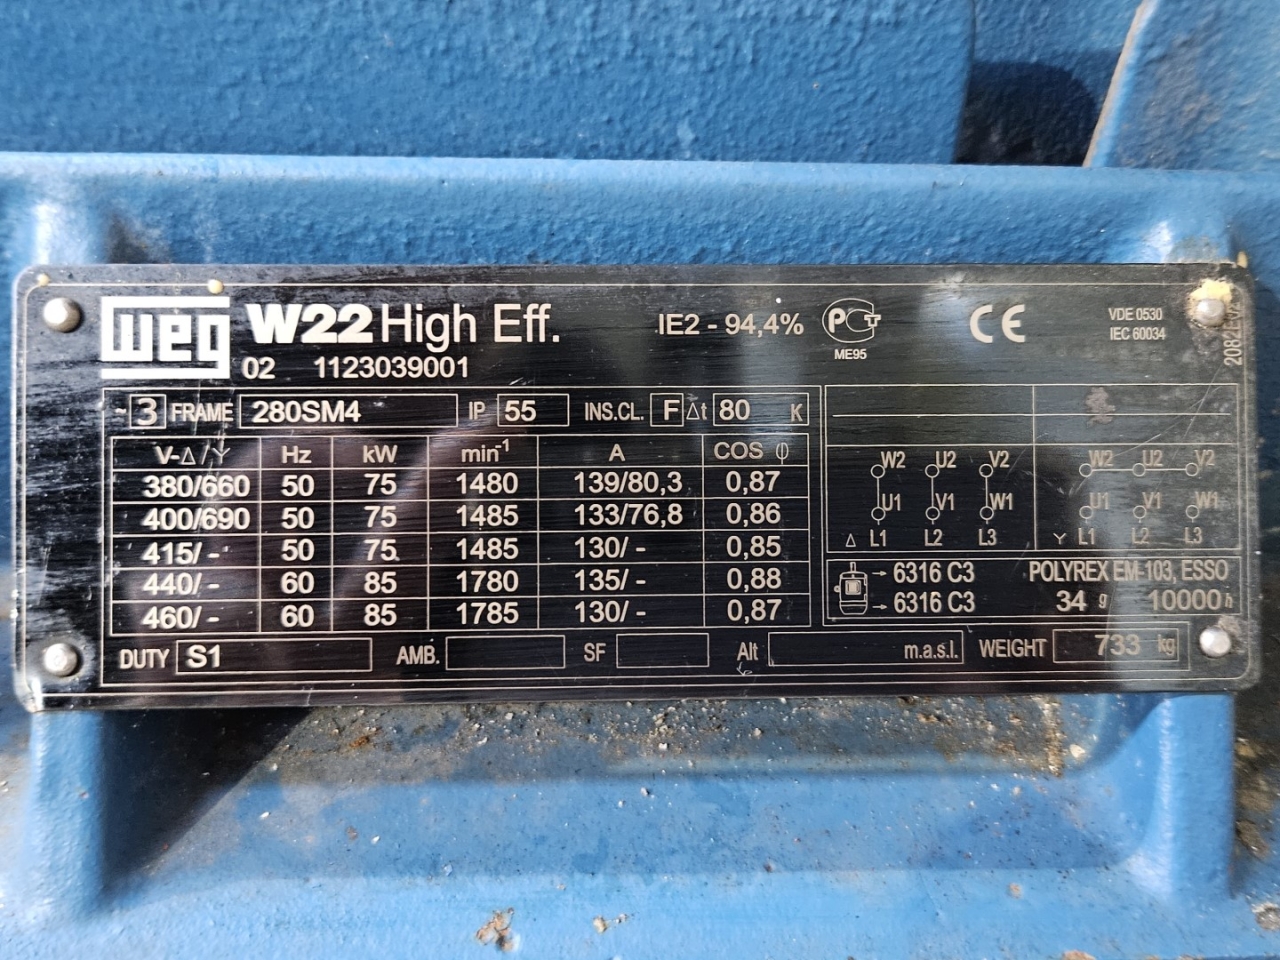 weg W22 High Eff. IE2 - 94,4% PCT CE VDE 0530
IEC 60034
ME95
02 1123039001
~3 FRAME 280SM4 IP 55 INS.CL. F Δt 80 K
V-Δ/Y Hz kW min⁻¹ A COS φ
380/660 50 75 1480 139/80,3 0,87
400/690 50 75 1485 133/76,8 0,86
415/- 50 75 1485 130/- 0,85
440/- 60 85 1780 135/- 0,88
460/- 60 85 1785 130/- 0,87
DUTY S1 AMB. SF Alt m.a.s.l. WEIGHT 733 kg
W2 U2 V2
U1 V1 W1
Δ L1 L2 L3
W2 U2 V2
U1 V1 W1
Y L1 L2 L3
6316 C3 POLYREX EM-103, ESSO
6316 C3 34 g 10000 h